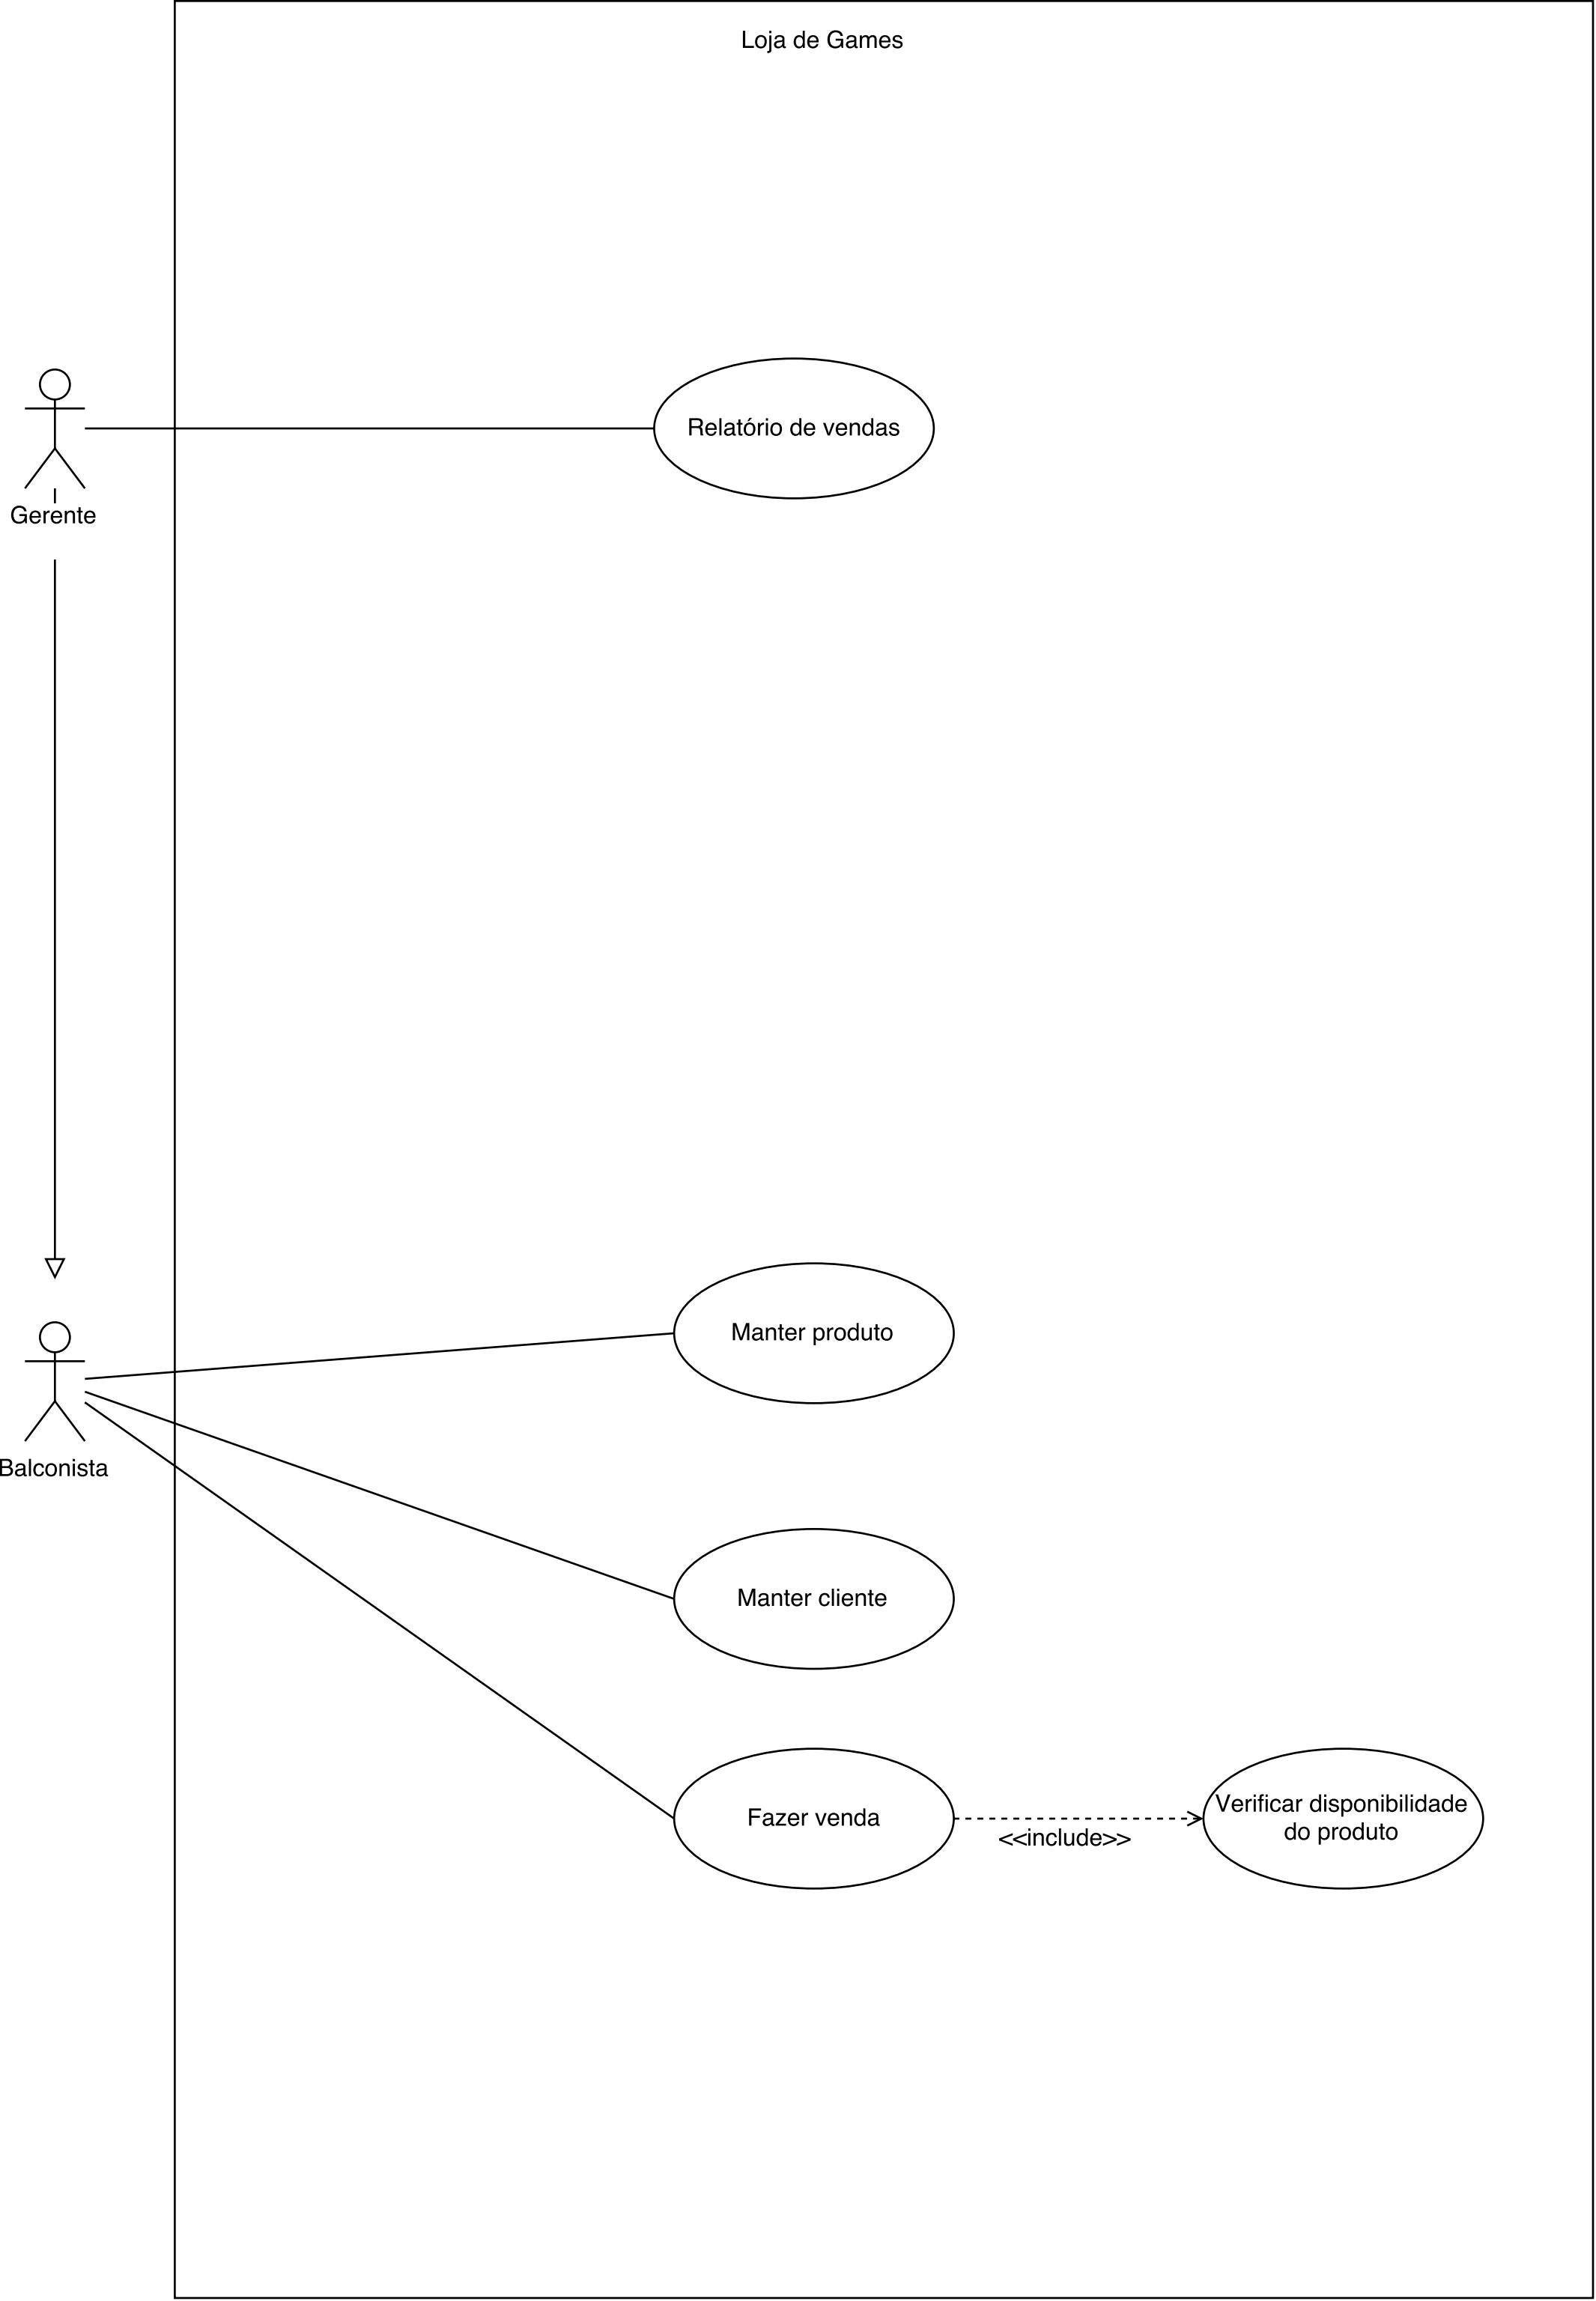 Loja de Games
Relatório de vendas
Gerente
Manter produto
Balconista
Manter cliente
Fazer venda
<<include>>
Verificar disponibilidade
do produto